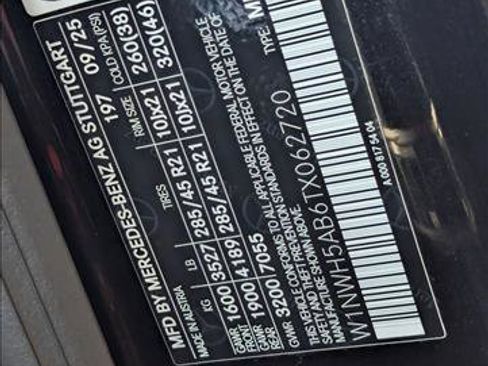 MFD BY MERCEDES-BENZ AG STUTTGART
MADE IN AUSTRIA 197 09/25
KG LB RIM SIZE COLD KPA(PSI)
GAWR FRONT 1600 3527 285/45 R21 10Jx21 260(38)
GAWR REAR 1900 4189 285/45 R21 10Jx21 320(46)
GVWR 3200 7055
THIS VEHICLE CONFORMS TO ALL APPLICABLE FEDERAL MOTOR VEHICLE
SAFETY AND THEFT PREVENTION STANDARDS IN EFFECT ON THE DATE OF
MANUFACTURE SHOWN ABOVE.
TYPE: M
W1NWH5AB6TX062720
A 000 817 54 04